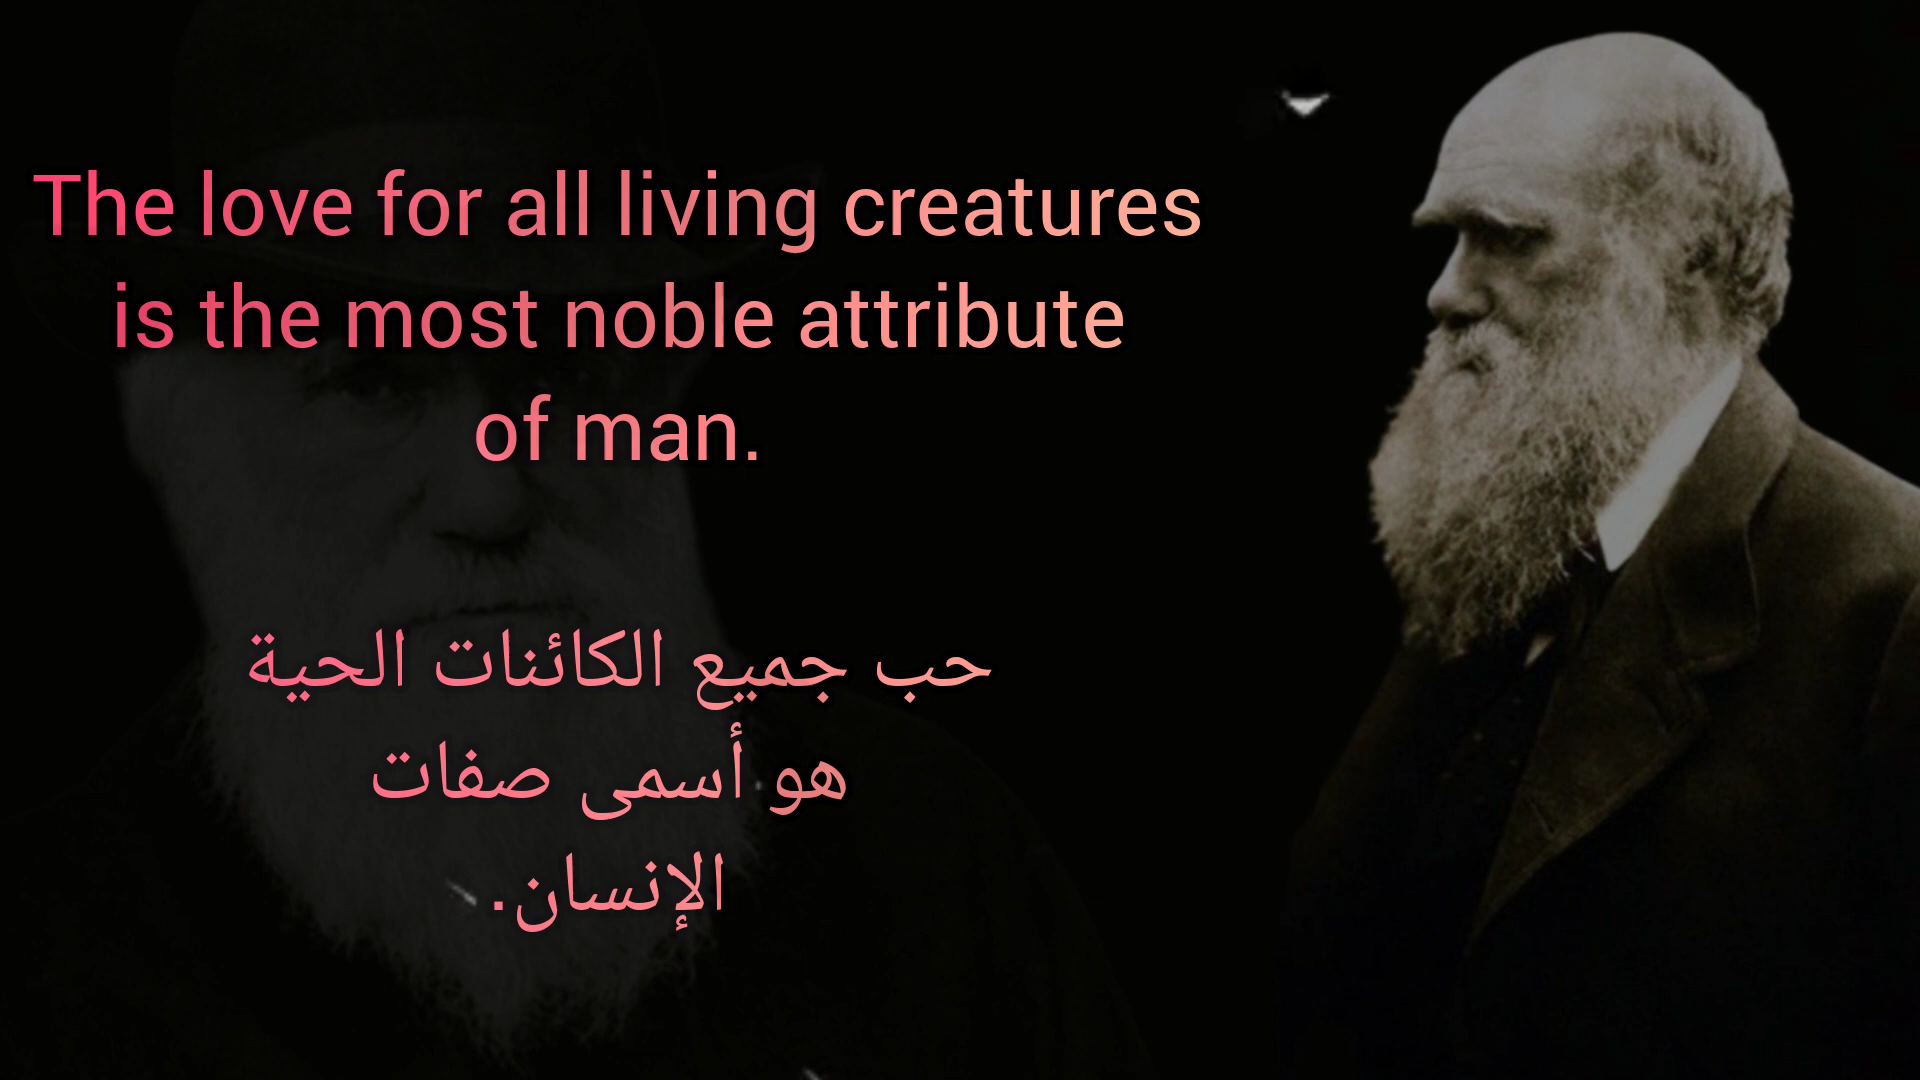 The love for all living creatures
is the most noble attribute
of man.
حب جميع الكائنات الحية
هو أسمى صفات
الإنسان.